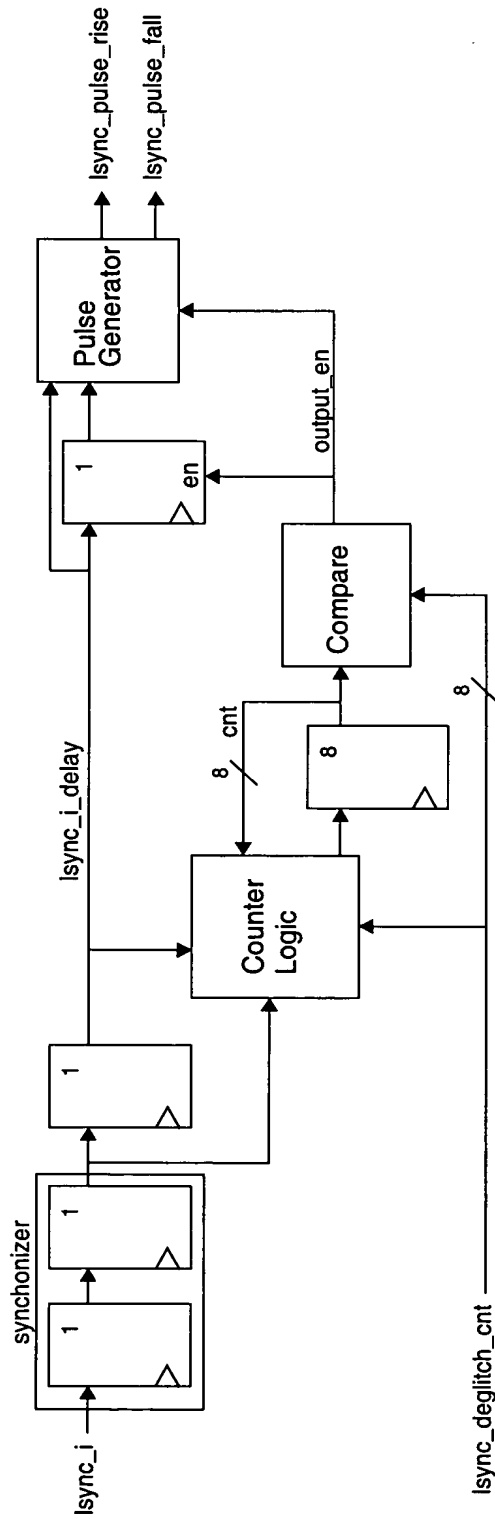 lsync_i
synchonizer
1
1
1
lsync_i_delay
1
en
Pulse
Generator
lsync_pulse_rise
lsync_pulse_fall
Counter
Logic
8
cnt
8
Compare
output_en
8
lsync_deglitch_cnt